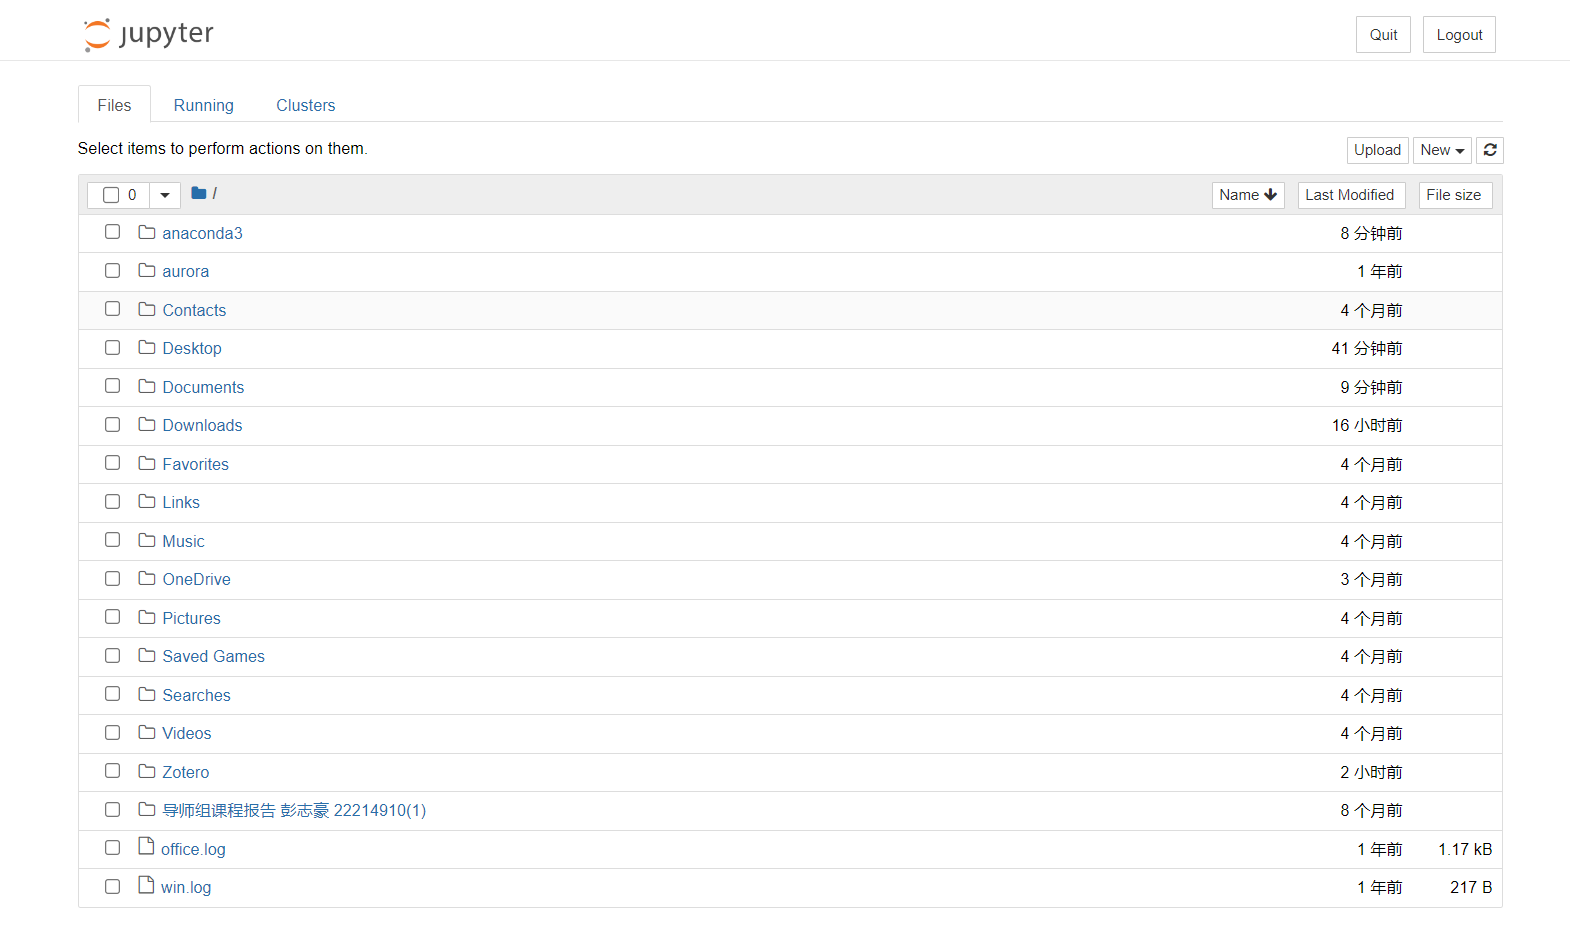 jupyter
Quit Logout
Files Running Clusters
Select items to perform actions on them.
Upload New
0 / Name Last Modified File size
anaconda3 8 分钟前
aurora 1 年前
Contacts 4 个月前
Desktop 41 分钟前
Documents 9 分钟前
Downloads 16 小时前
Favorites 4 个月前
Links 4 个月前
Music 4 个月前
OneDrive 3 个月前
Pictures 4 个月前
Saved Games 4 个月前
Searches 4 个月前
Videos 4 个月前
Zotero 2 小时前
导师组课程报告 彭志豪 22214910(1) 8 个月前
office.log 1 年前 1.17 kB
win.log 1 年前 217 B